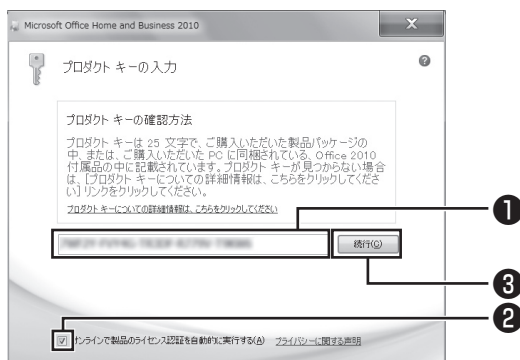 Microsoft Office Home and Business 2010
プロダクト キーの入力
プロダクト キーの確認方法
プロダクト キーは 25 文字で、ご購入いただいた製品パッケージの
中、または、ご購入いただいた PC に同梱されている、Office 2010
付属品の中に記載されています。プロダクト キーが見つからない場合
は、[プロダクト キーについての詳細情報は、こちらをクリックしてくださ
い] リンクをクリックしてください。
プロダクト キーについての詳細情報は、こちらをクリックしてください
❶
続行(C)
❸
❷
オンラインで製品のライセンス認証を自動的に実行する(A) プライバシーに関する声明